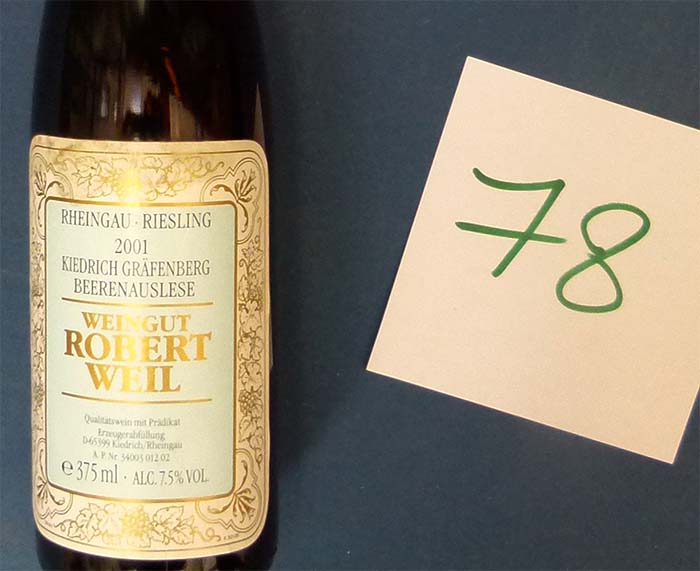 RHEINGAU · RIESLING
2001
KIEDRICH GRÄFENBERG
BEERENAUSLESE
WEINGUT
ROBERT
WEIL
Qualitätswein mit Prädikat
Erzeugerabfüllung
D-65399 Kiedrich/Rheingau
A. P. Nr. 34003 012 02
℮ 375 ml · ALC. 7.5% VOL.
78